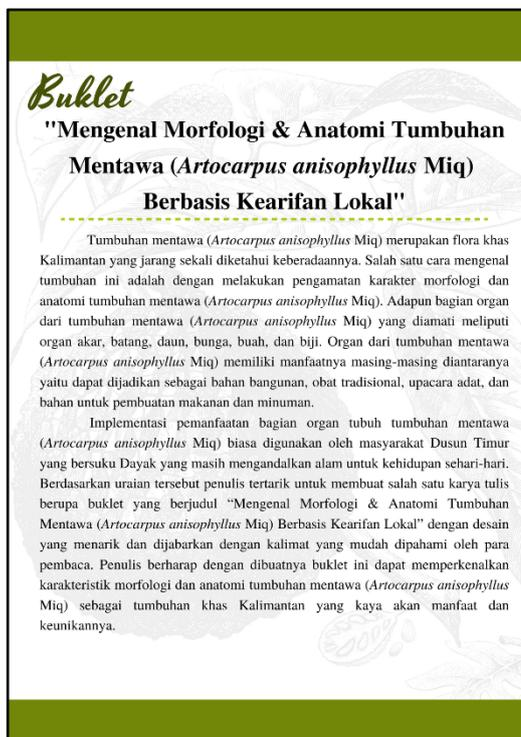 Buklet
"Mengenal Morfologi & Anatomi Tumbuhan
Mentawa (Artocarpus anisophyllus Miq)
Berbasis Kearifan Lokal"
Tumbuhan mentawa (Artocarpus anisophyllus Miq) merupakan flora khas
Kalimantan yang jarang sekali diketahui keberadaannya. Salah satu cara mengenal
tumbuhan ini adalah dengan melakukan pengamatan karakter morfologi dan
anatomi tumbuhan mentawa (Artocarpus anisophyllus Miq). Adapun bagian organ
dari tumbuhan mentawa (Artocarpus anisophyllus Miq) yang diamati meliputi
organ akar, batang, daun, bunga, buah, dan biji. Organ dari tumbuhan mentawa
(Artocarpus anisophyllus Miq) memiliki manfaatnya masing-masing diantaranya
yaitu dapat dijadikan sebagai bahan bangunan, obat tradisional, upacara adat, dan
bahan untuk pembuatan makanan dan minuman.
Implementasi pemanfaatan bagian organ tubuh tumbuhan mentawa
(Artocarpus anisophyllus Miq) biasa digunakan oleh masyarakat Dusun Timur
yang bersuku Dayak yang masih mengandalkan alam untuk kehidupan sehari-hari.
Berdasarkan uraian tersebut penulis tertarik untuk membuat salah satu karya tulis
berupa buklet yang berjudul “Mengenal Morfologi & Anatomi Tumbuhan
Mentawa (Artocarpus anisophyllus Miq) Berbasis Kearifan Lokal” dengan desain
yang menarik dan dijabarkan dengan kalimat yang mudah dipahami oleh para
pembaca. Penulis berharap dengan dibuatnya buklet ini dapat memperkenalkan
karakteristik morfologi dan anatomi tumbuhan mentawa (Artocarpus anisophyllus
Miq) sebagai tumbuhan khas Kalimantan yang kaya akan manfaat dan
keunikannya.